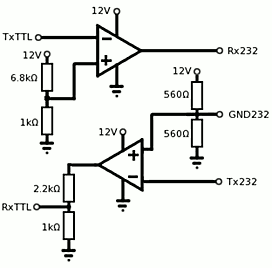 12V
TxTTL
Rx232
12V
6.8kΩ
12V
560Ω
1kΩ
GND232
12V
560Ω
2.2kΩ
Tx232
RxTTL
1kΩ